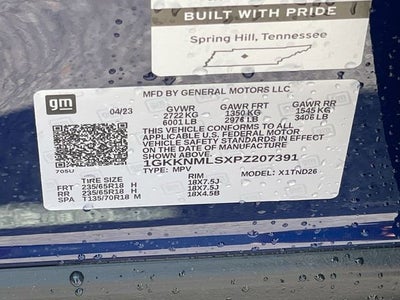 BUILT WITH PRIDE
Spring Hill, Tennessee
gm
MFD BY GENERAL MOTORS LLC
04/23 GVWR GAWR FRT GAWR RR
2722 KG 1350 KG 1545 KG
6001 LB 2976 LB 3406 LB
THIS VEHICLE CONFORMS TO ALL
APPLICABLE U.S. FEDERAL MOTOR
VEHICLE SAFETY STANDARDS IN
EFFECT ON THE DATE OF
MANUFACTURE SHOWN ABOVE.
1GKKNMLSXPZ207391
705U TYPE: MPV MODEL: X1TND26
TIRE SIZE RIM
FRT 235/65R18 H 18X7.5J
RR 235/65R18 H 18X7.5J
SPA T135/70R18 M 18X4.5B